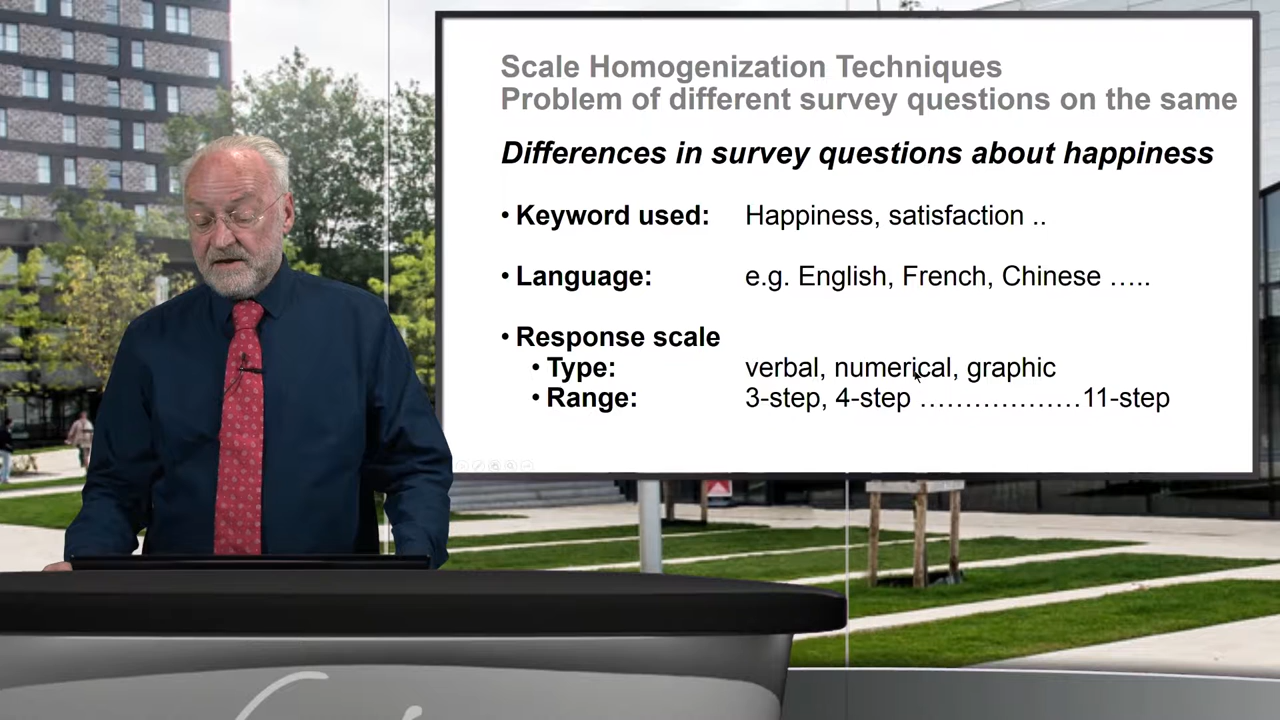 Scale Homogenization Techniques
Problem of different survey questions on the same
Differences in survey questions about happiness
• Keyword used: Happiness, satisfaction ..
• Language: e.g. English, French, Chinese …..
• Response scale
• Type: verbal, numerical, graphic
• Range: 3-step, 4-step ………………11-step